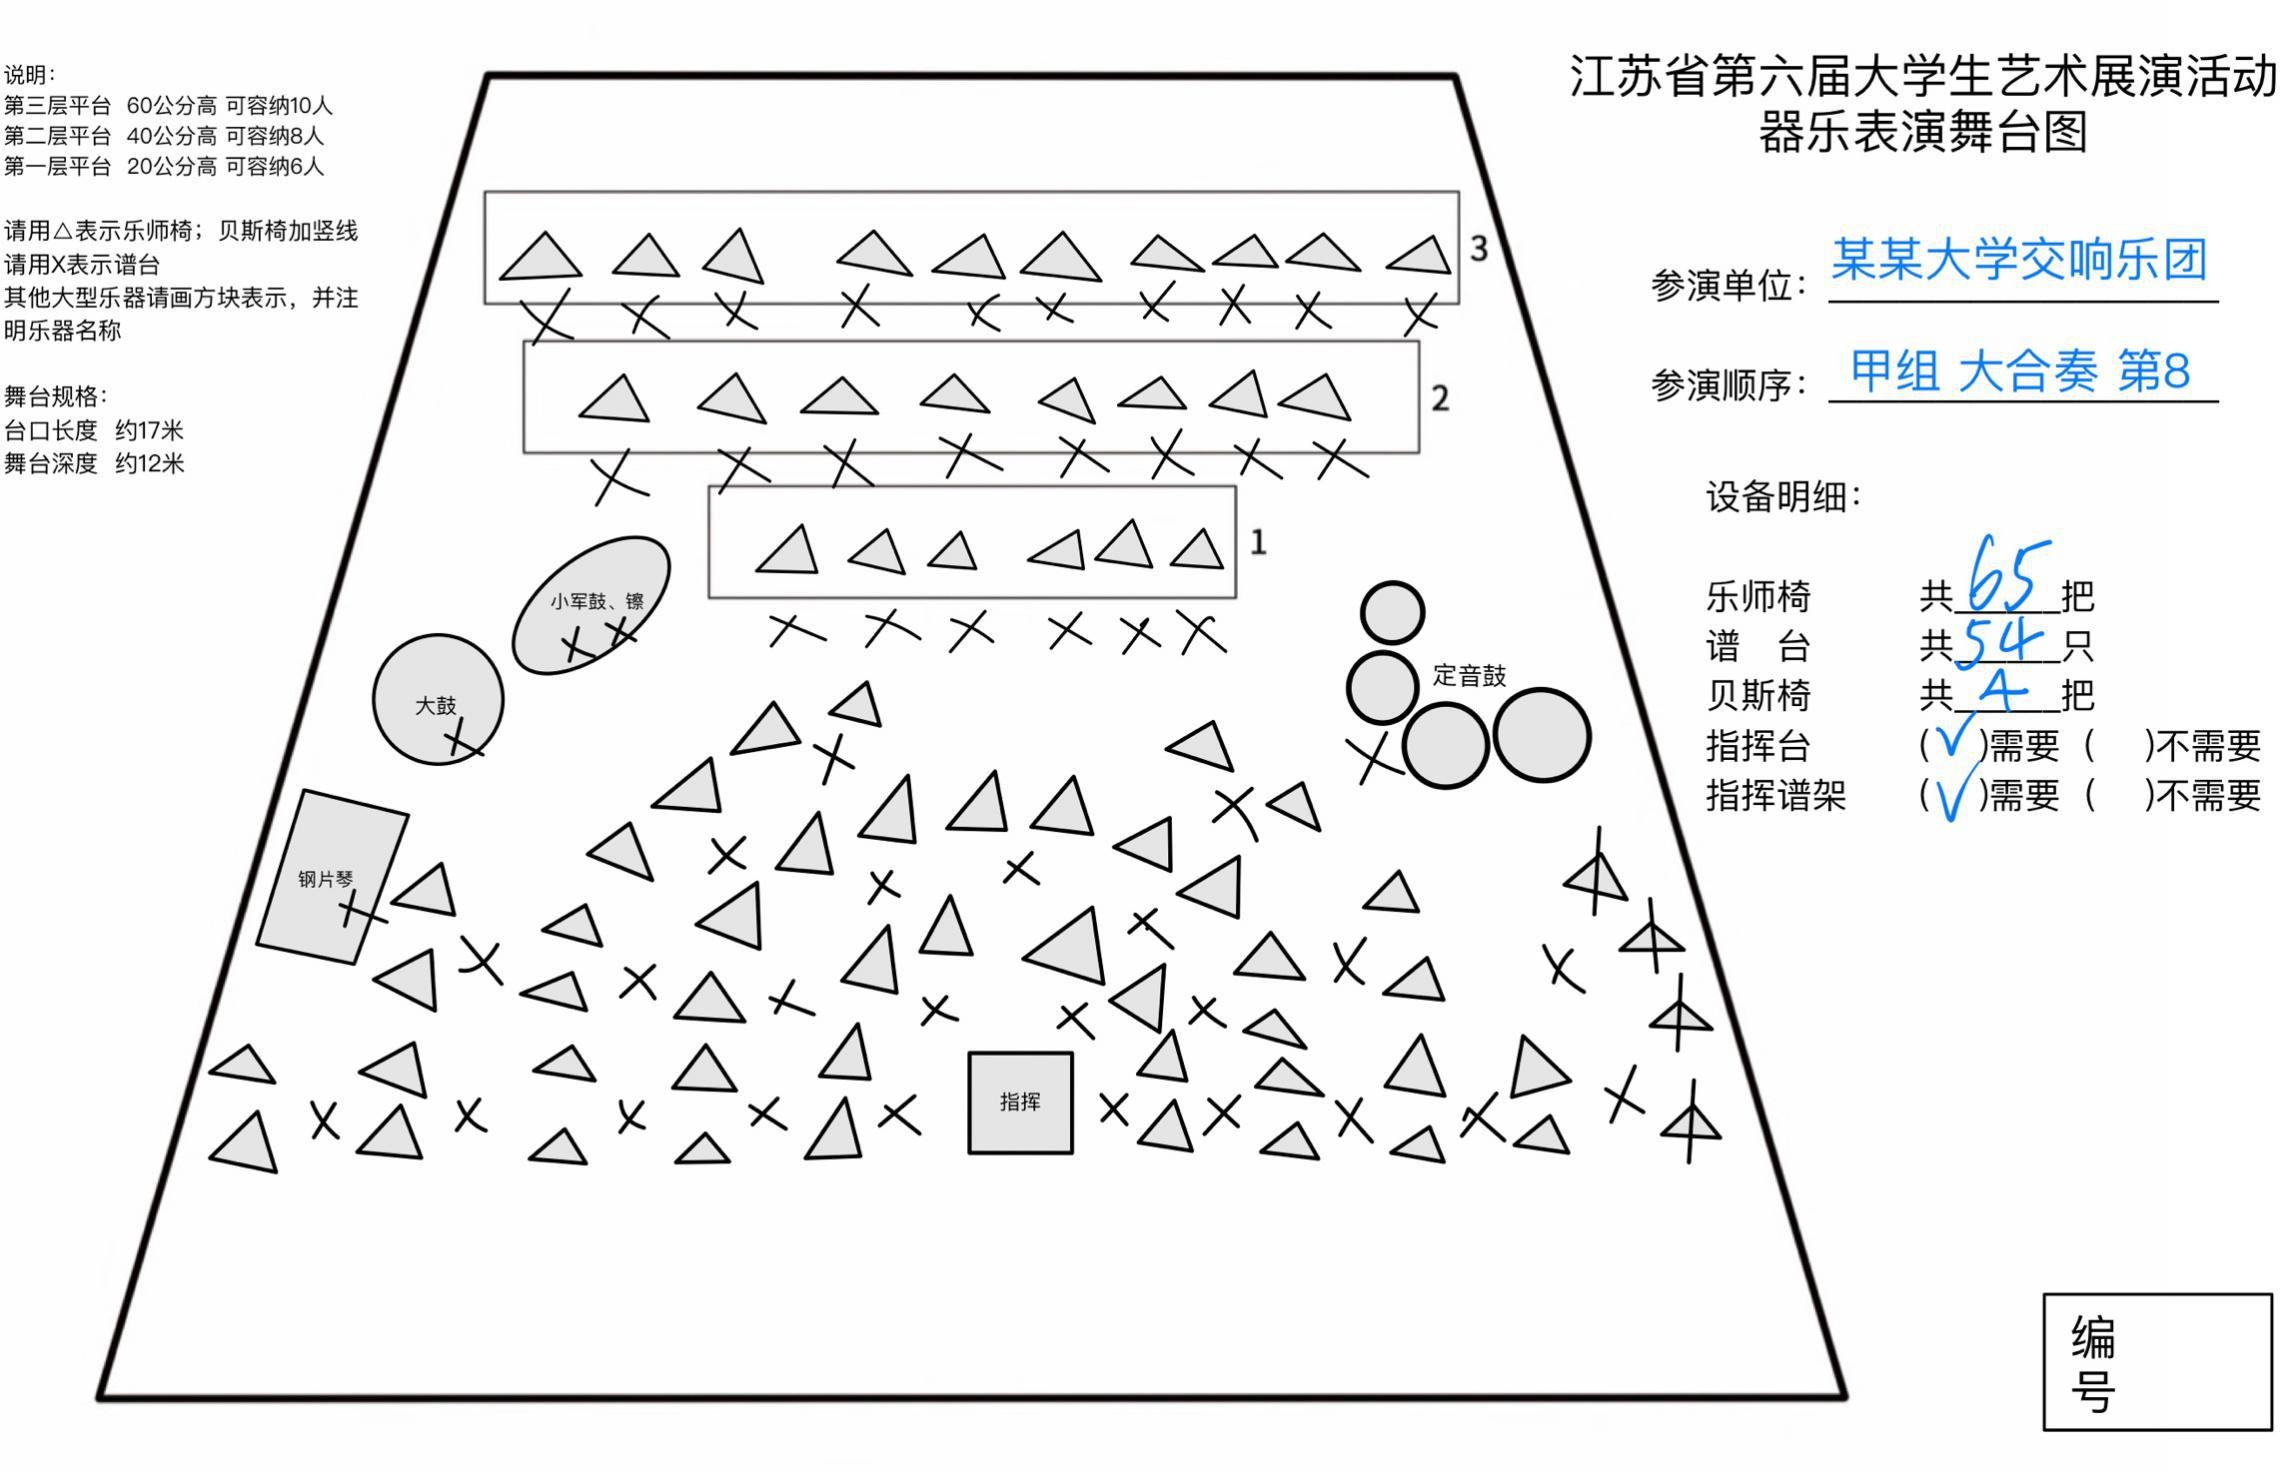 说明：
第三层平台 60公分高 可容纳10人
第二层平台 40公分高 可容纳8人
第一层平台 20公分高 可容纳6人
请用△表示乐师椅；贝斯椅加竖线
请用X表示谱台
其他大型乐器请画方块表示，并注
明乐器名称
舞台规格：
台口长度 约17米
舞台深度 约12米
3
2
1
小军鼓、镲
大鼓
定音鼓
钢片琴
指挥
江苏省第六届大学生艺术展演活动
器乐表演舞台图
参演单位：某某大学交响乐团
参演顺序：甲组 大合奏 第8
设备明细：
乐师椅 共65把
谱 台 共54只
贝斯椅 共4把
指挥台 (√)需要 ( )不需要
指挥谱架 (√)需要 ( )不需要
编
号